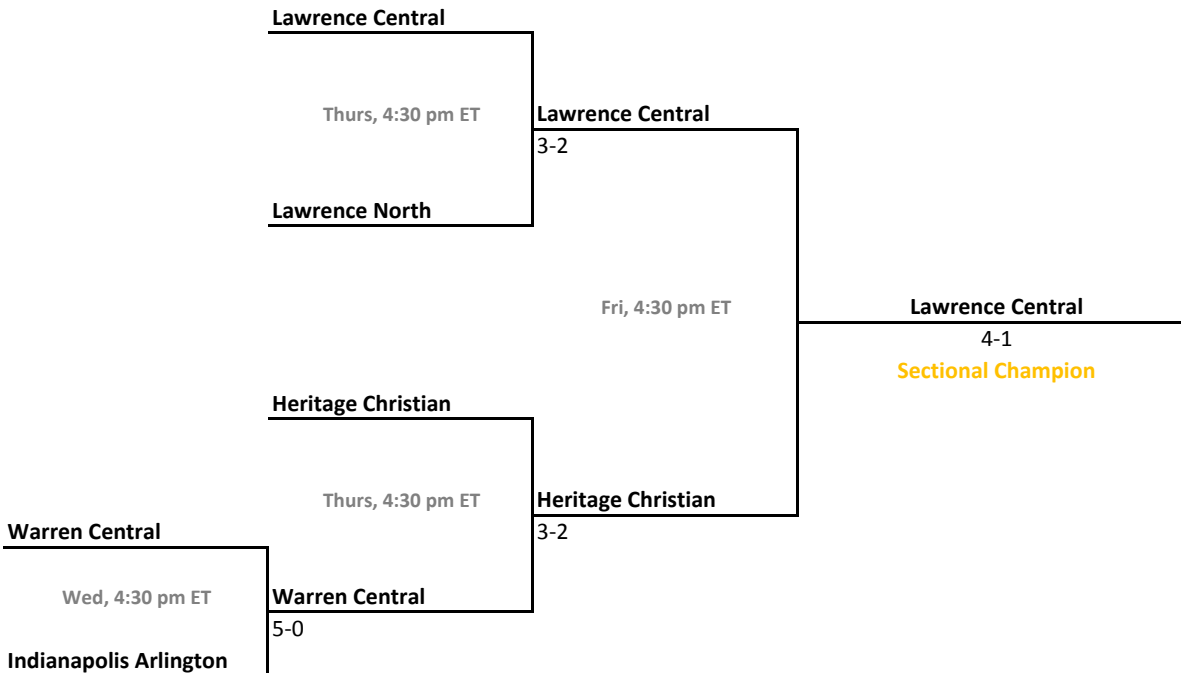 Lawrence Central
Thurs, 4:30 pm ET
Lawrence Central
3-2
Lawrence North
Fri, 4:30 pm ET
Lawrence Central
4-1
Sectional Champion
Heritage Christian
Thurs, 4:30 pm ET
Heritage Christian
3-2
Warren Central
Wed, 4:30 pm ET
Warren Central
5-0
Indianapolis Arlington